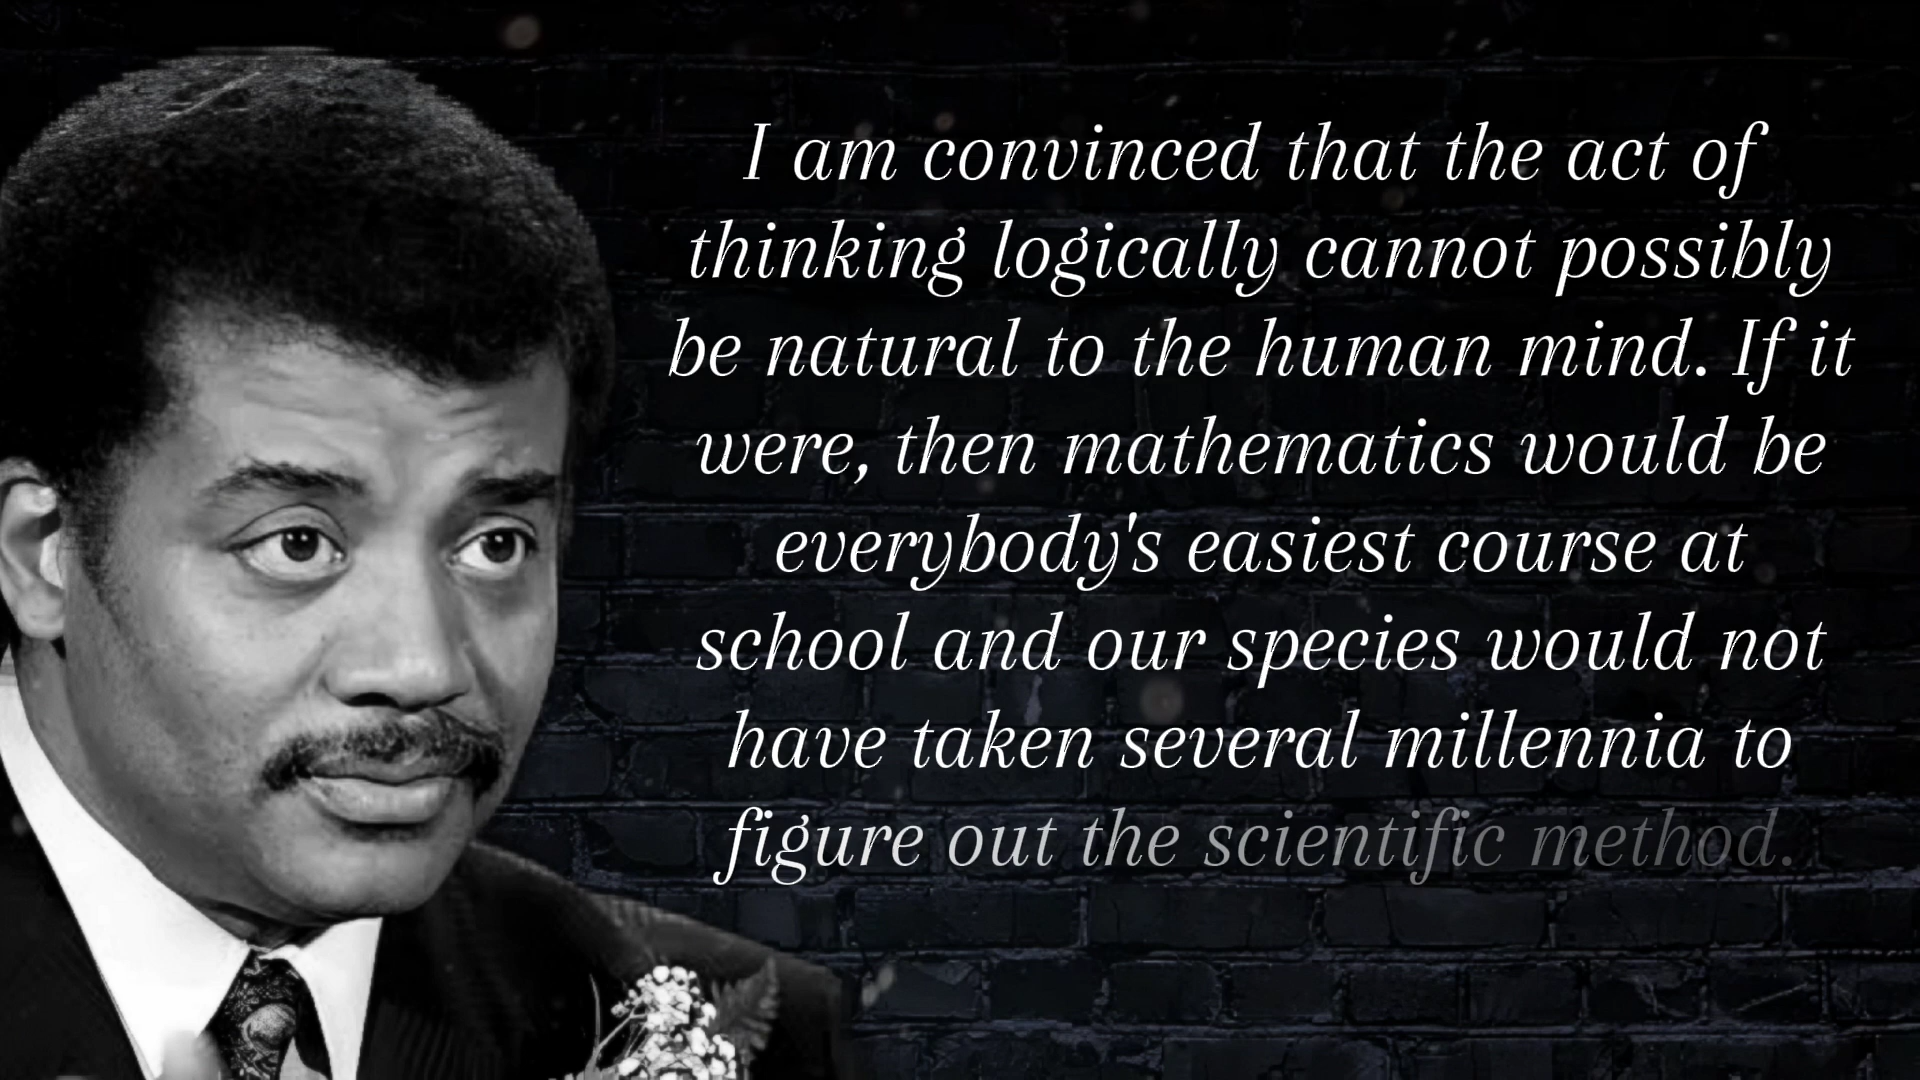 I am convinced that the act of
thinking logically cannot possibly
be natural to the human mind. If it
were, then mathematics would be
everybody's easiest course at
school and our species would not
have taken several millennia to
figure out the scientific method.